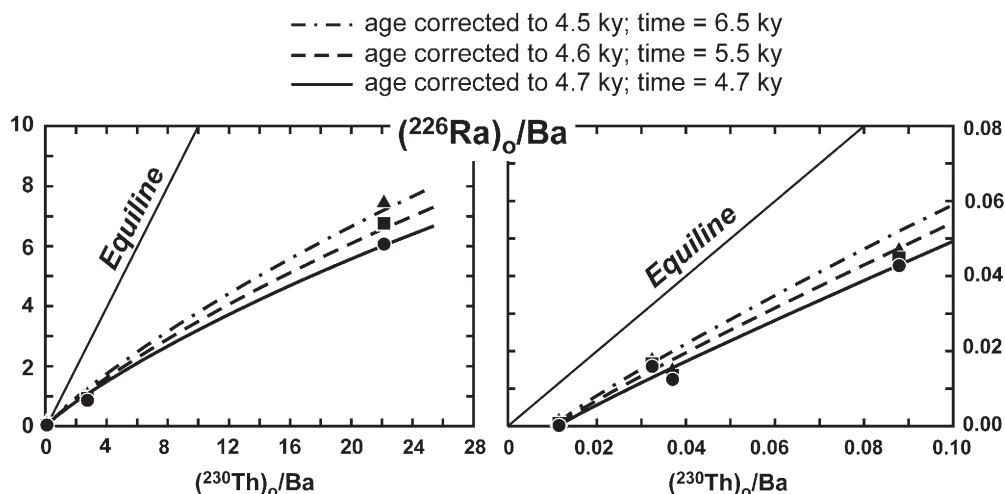 age corrected to 4.5 ky; time = 6.5 ky
age corrected to 4.6 ky; time = 5.5 ky
age corrected to 4.7 ky; time = 4.7 ky
(²²⁶Ra)ₒ/Ba
10
8
6
4
2
0
Equiline
0 4 8 12 16 20 24 28
(²³⁰Th)ₒ/Ba
Equiline
0.08
0.06
0.04
0.02
0.00
0 0.02 0.04 0.06 0.08 0.10
(²³⁰Th)ₒ/Ba